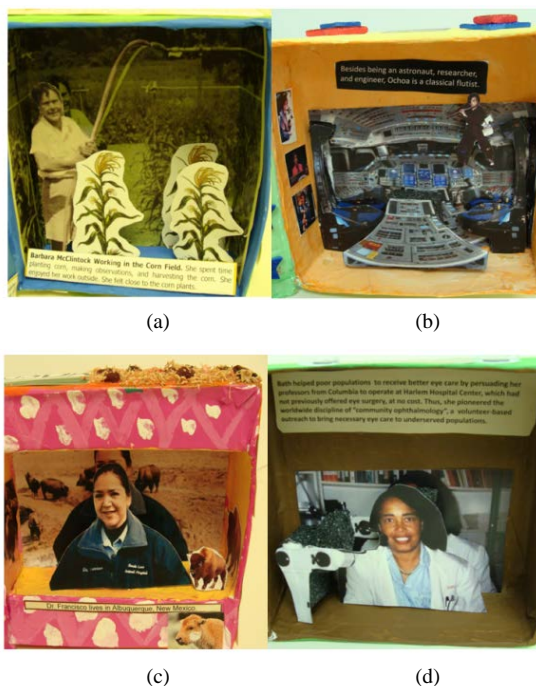 Barbara McClintock Working in the Corn Field. She spent time
planting corn, making observations, and harvesting the corn. She
enjoyed her work outside. She felt close to the corn plants.
Besides being an astronaut, researcher,
and engineer, Ochoa is a classical flutist.
(a)
(b)
Dr. Francisco lives in Albuquerque, New Mexico
Bath helped poor populations to receive better eye care by persuading her
professors from Columbia to operate at Harlem Hospital Center, which had
not previously offered eye surgery, at no cost. Thus, she pioneered the
worldwide discipline of "community ophthalmology", a volunteer-based
outreach to bring necessary eye care to underserved populations.
(c)
(d)